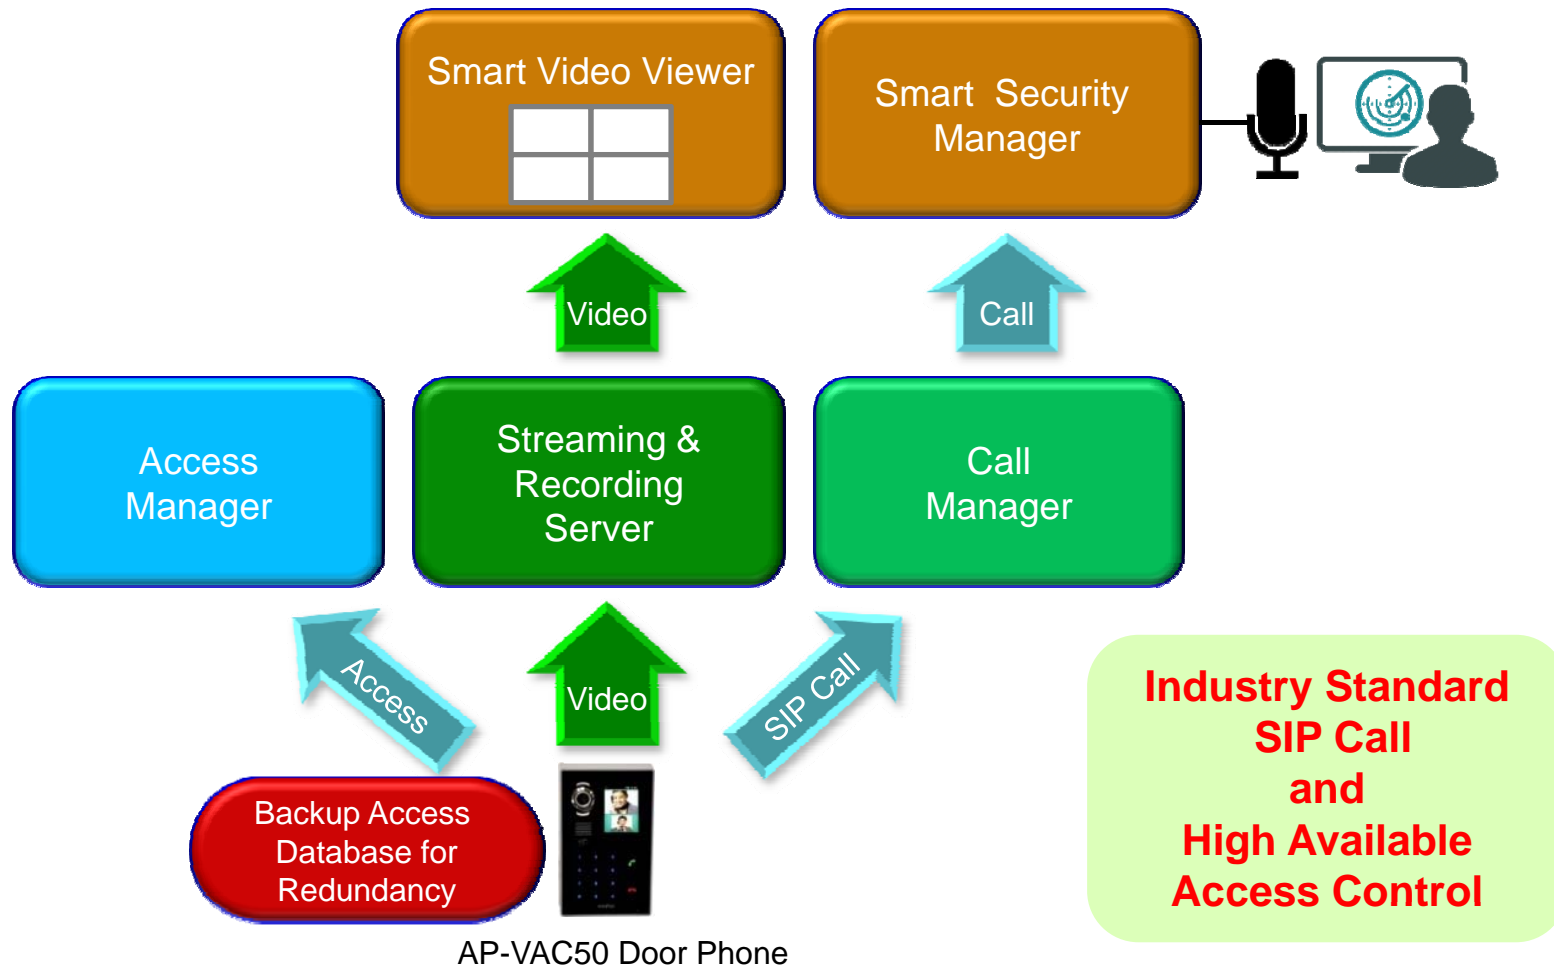 Smart Video Viewer
Smart Security
Manager
Video
Call
Access
Manager
Streaming &
Recording
Server
Call
Manager
Access
Video
SIP Call
Industry Standard
SIP Call
and
High Available
Access Control
Backup Access
Database for
Redundancy
AP-VAC50 Door Phone